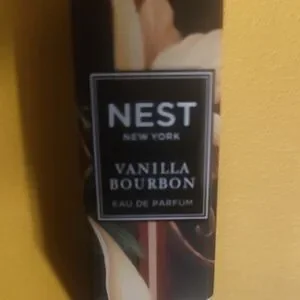 NEST
NEW YORK
VANILLA
BOURBON
EAU DE PARFUM